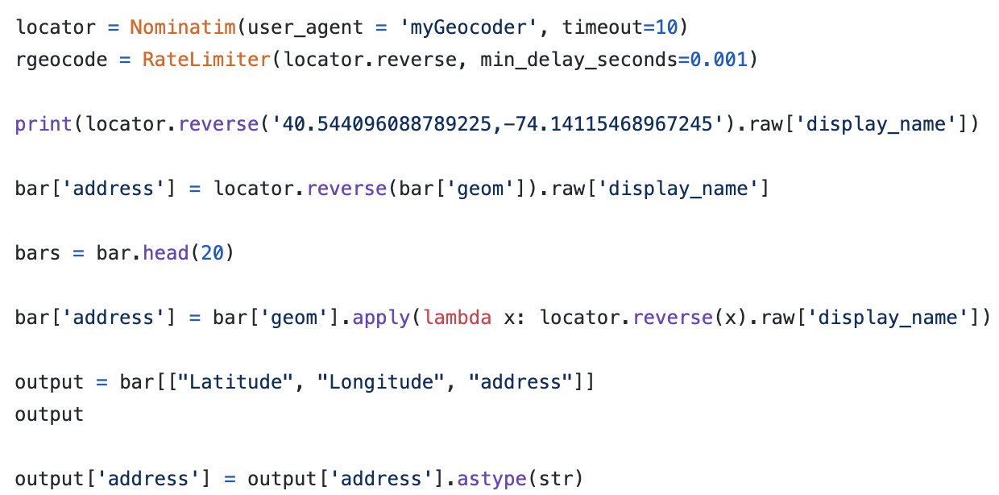 locator = Nominatim(user_agent = 'myGeocoder', timeout=10)
rgeocode = RateLimiter(locator.reverse, min_delay_seconds=0.001)
print(locator.reverse('40.544096088789225,-74.14115468967245').raw['display_name'])
bar['address'] = locator.reverse(bar['geom']).raw['display_name']
bars = bar.head(20)
bar['address'] = bar['geom'].apply(lambda x: locator.reverse(x).raw['display_name'])
output = bar[["Latitude", "Longitude", "address"]]
output
output['address'] = output['address'].astype(str)